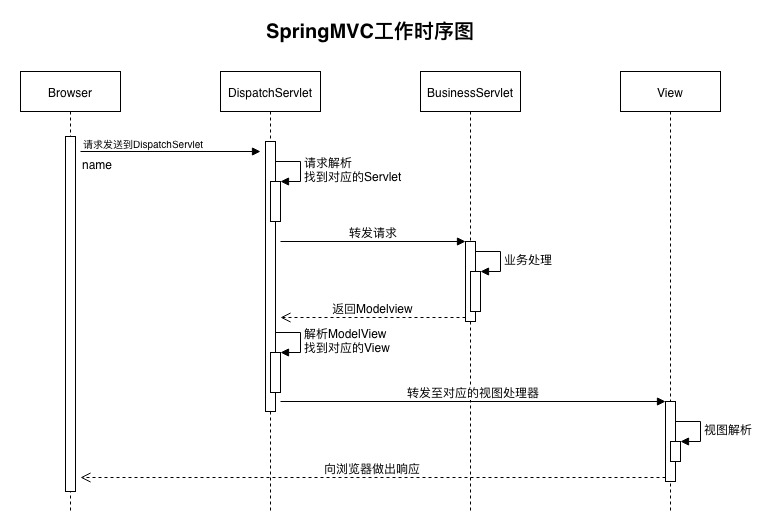 SpringMVC工作时序图
Browser
DispatchServlet
BusinessServlet
View
请求发送到DispatchServlet
name
请求解析
找到对应的Servlet
转发请求
业务处理
返回Modelview
解析ModelView
找到对应的View
转发至对应的视图处理器
视图解析
向浏览器做出响应